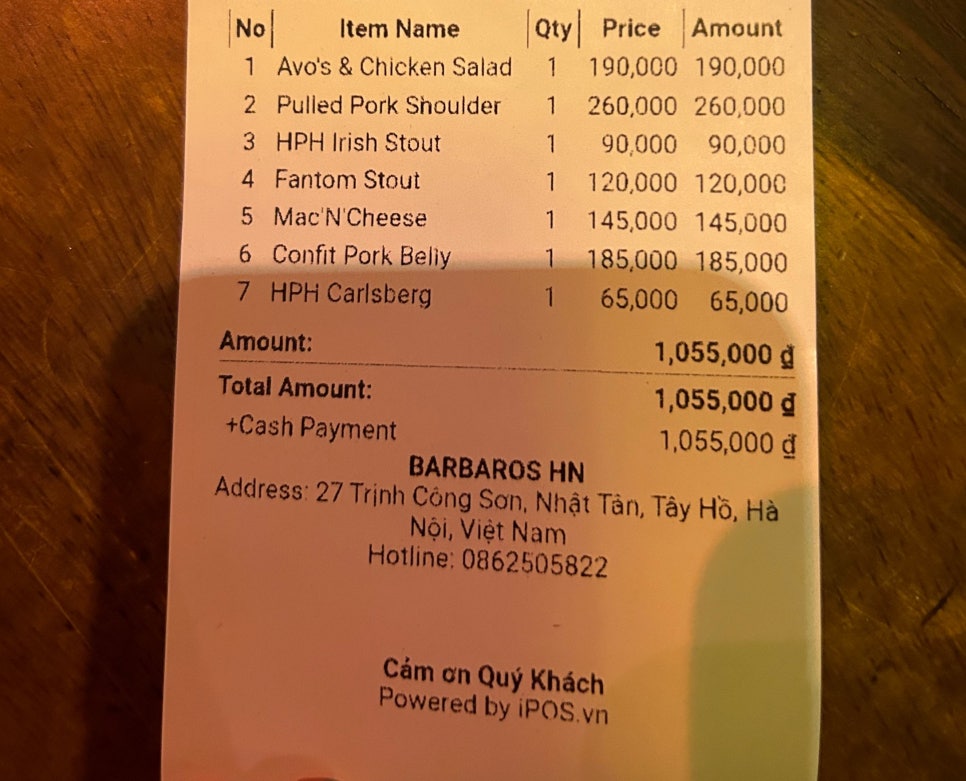 No Item Name Qty Price Amount
1 Avo's & Chicken Salad 1 190,000 190,000
2 Pulled Pork Shoulder 1 260,000 260,000
3 HPH Irish Stout 1 90,000 90,000
4 Fantom Stout 1 120,000 120,000
5 Mac'N'Cheese 1 145,000 145,000
6 Confit Pork Belly 1 185,000 185,000
7 HPH Carlsberg 1 65,000 65,000
Amount: 1,055,000 ₫
Total Amount: 1,055,000 ₫
+Cash Payment 1,055,000 ₫
BARBAROS HN
Address: 27 Trịnh Công Sơn, Nhật Tân, Tây Hồ, Hà
Nội, Việt Nam
Hotline: 0862505822
Cảm ơn Quý Khách
Powered by iPOS.vn